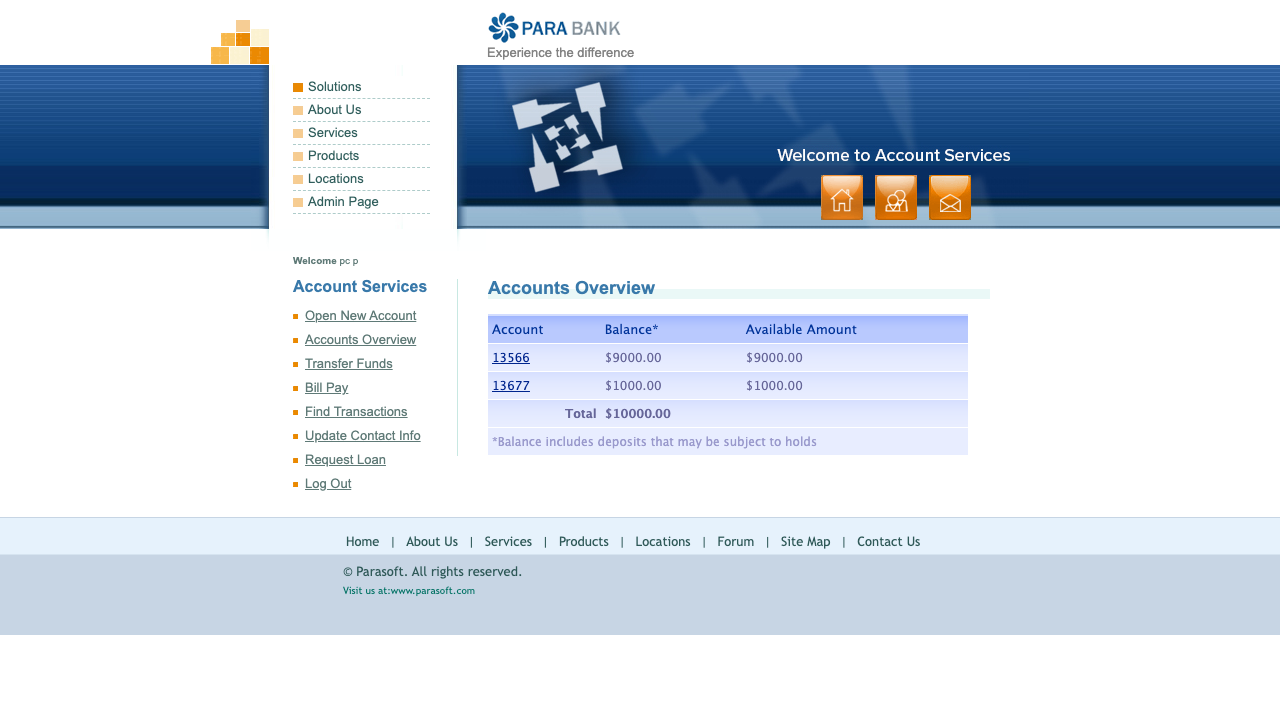 PARA BANK
Experience the difference
Solutions
About Us
Services
Products
Locations
Admin Page
Welcome to Account Services
Welcome pc p
Account Services
Open New Account
Accounts Overview
Transfer Funds
Bill Pay
Find Transactions
Update Contact Info
Request Loan
Log Out
Accounts Overview
Account Balance* Available Amount
13566 $9000.00 $9000.00
13677 $1000.00 $1000.00
Total $10000.00
*Balance includes deposits that may be subject to holds
Home | About Us | Services | Products | Locations | Forum | Site Map | Contact Us
© Parasoft. All rights reserved.
Visit us at:www.parasoft.com